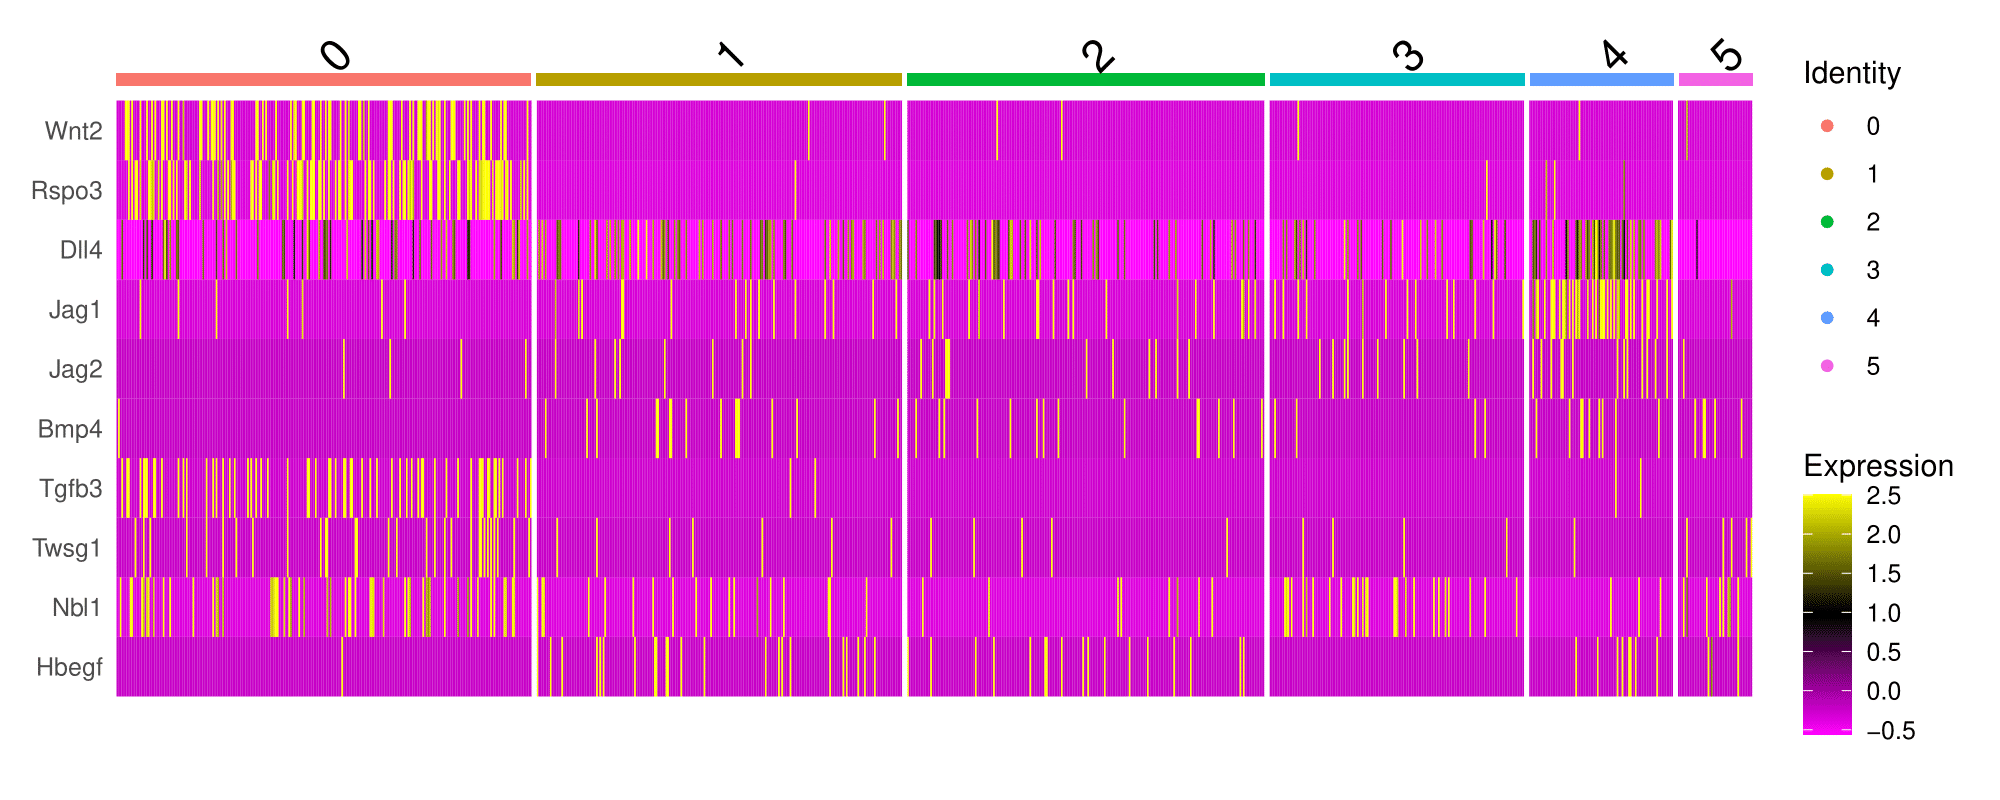 0 1 2 3 4 5
Wnt2
Rspo3
Dll4
Jag1
Jag2
Bmp4
Tgfb3
Twsg1
Nbl1
Hbegf
Identity
0
1
2
3
4
5
Expression
2.5
2.0
1.5
1.0
0.5
0.0
−0.5